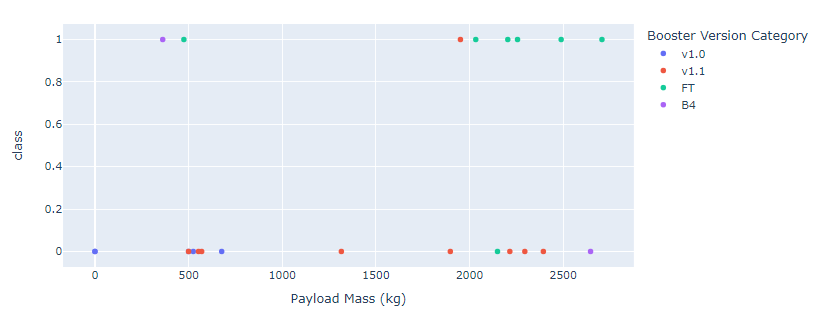 Booster Version Category
v1.0
v1.1
FT
B4
class
1
0.8
0.6
0.4
0.2
0
0 500 1000 1500 2000 2500
Payload Mass (kg)